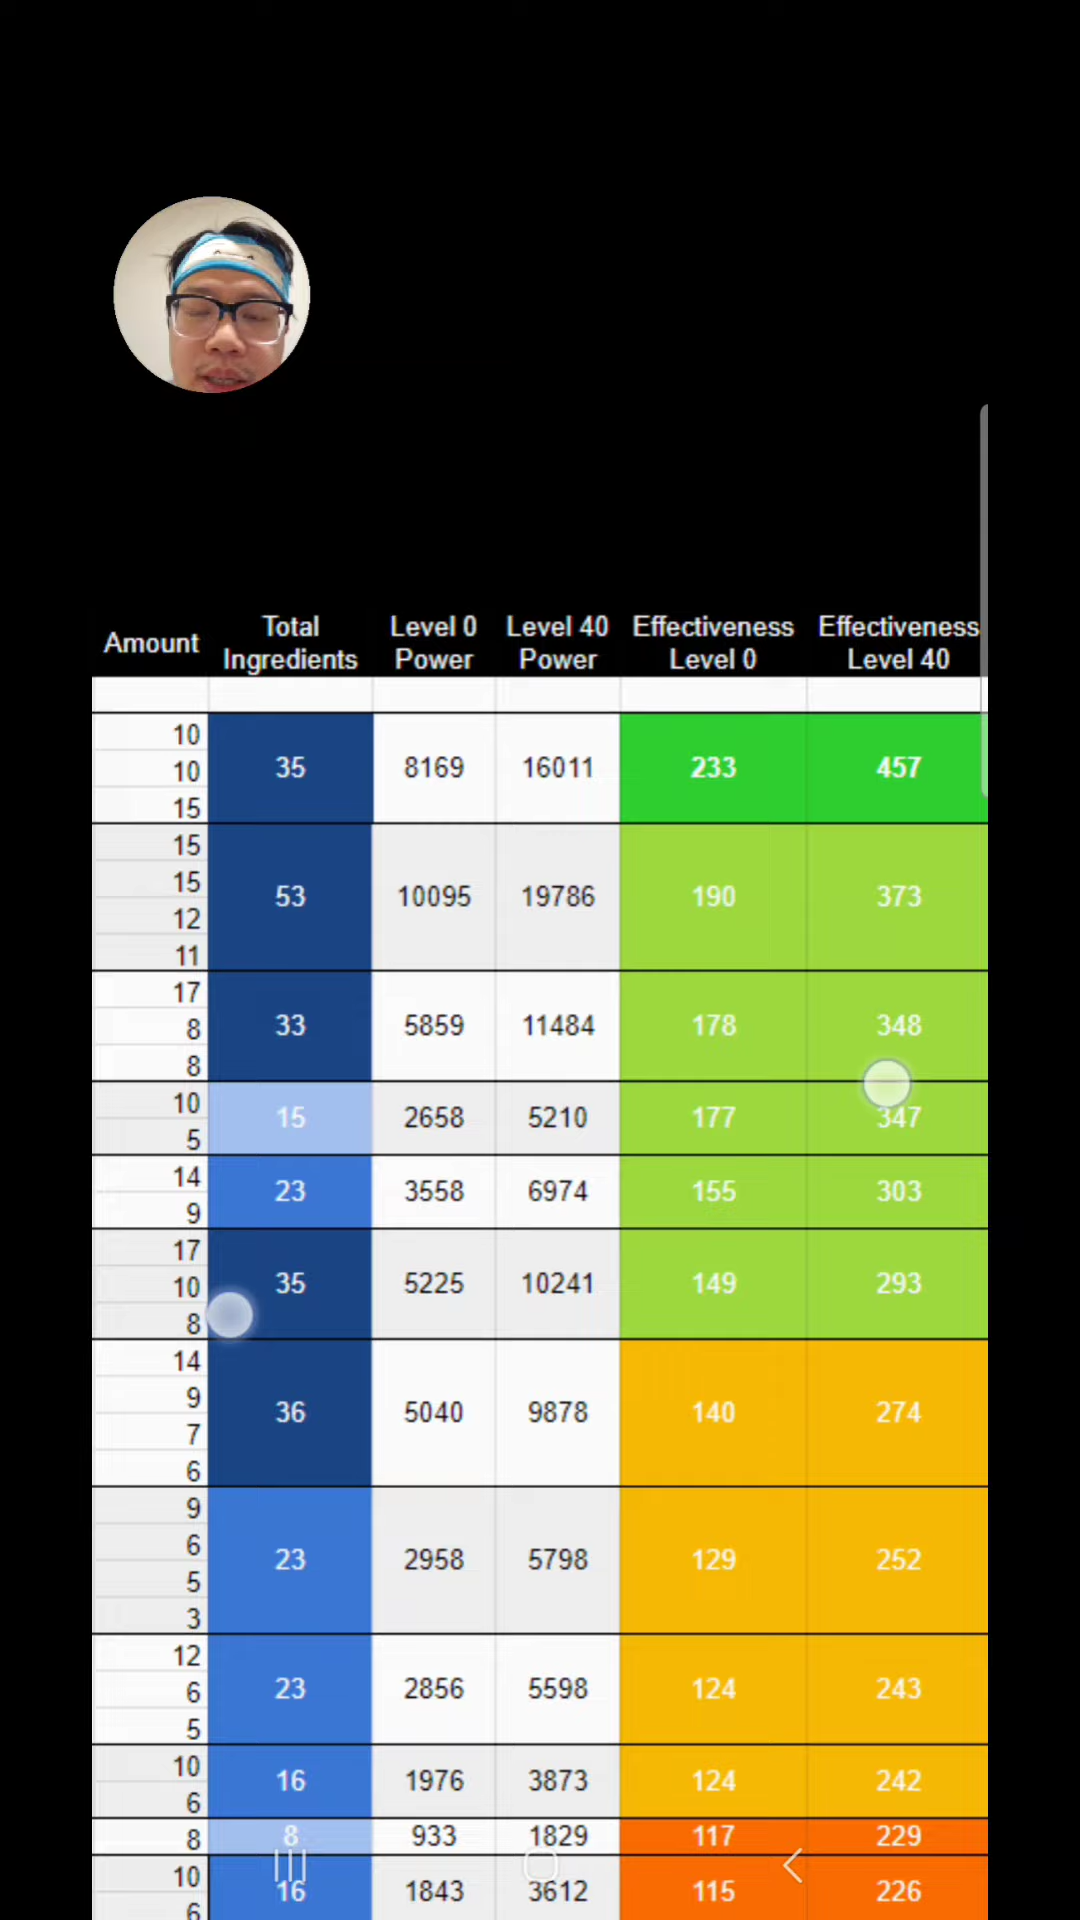 Amount Total Ingredients Level 0 Power Level 40 Power Effectiveness Level 0 Effectiveness Level 40
10
10 35 8169 16011 233 457
15
15
15 53 10095 19786 190 373
12
11
17
8 33 5859 11484 178 348
8
10 15 2658 5210 177 347
5
14 23 3558 6974 155 303
9
17
10 35 5225 10241 149 293
8
14
9 36 5040 9878 140 274
7
6
9
6 23 2958 5798 129 252
5
3
12
6 23 2856 5598 124 243
5
10 16 1976 3873 124 242
6
8 8 933 1829 117 229
10 16 1843 3612 115 226
6